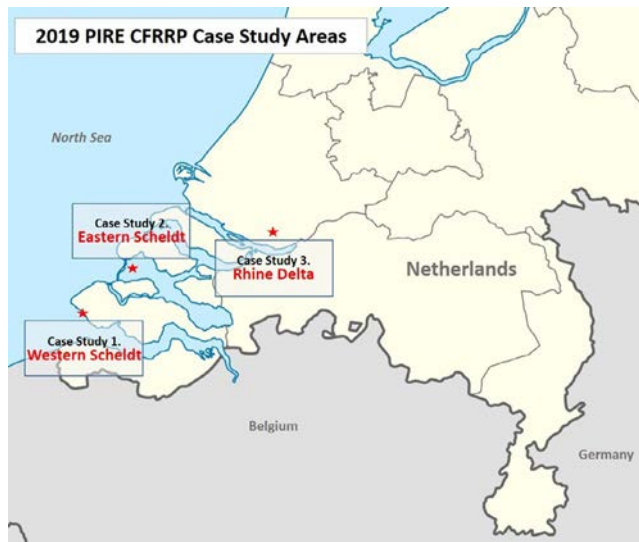 2019 PIRE CFRRP Case Study Areas
North Sea
Case Study 2.
Eastern Scheldt
Case Study 3.
Rhine Delta
Netherlands
Case Study 1.
Western Scheldt
Belgium
Germany